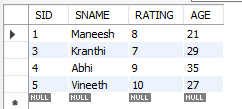 SID SNAME RATING AGE
1 Maneesh 8 21
3 Kranthi 7 29
4 Abhi 9 35
5 Vineeth 10 27
NULL NULL NULL NULL